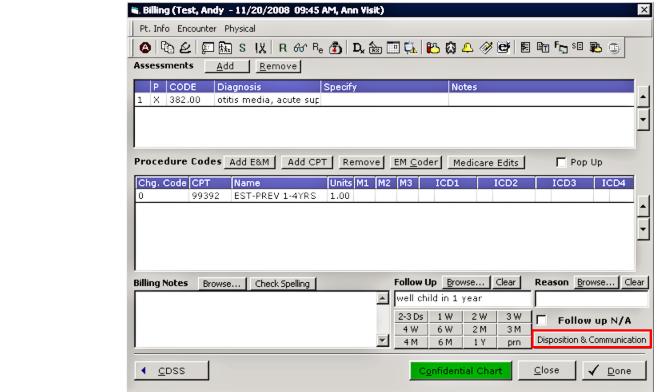 Billing (Test, Andy - 11/20/2008 09:45 AM, Ann Visit)
Pt. Info Encounter Physical
Assessments Add Remove
P CODE Diagnosis Specify Notes
1 X 382.00 otitis media, acute sup
Procedure Codes Add E&M Add CPT Remove EM Coder Medicare Edits Pop Up
Chg. Code CPT Name Units M1 M2 M3 ICD1 ICD2 ICD3 ICD4
0 99392 EST-PREV 1-4YRS 1.00
Billing Notes Browse... Check Spelling Follow Up Browse... Clear Reason Browse... Clear
well child in 1 year
2-3 Ds 1 W 2 W 3 W Follow up N/A
4 W 6 W 2 M 3 M
4 M 6 M 1 Y prn Disposition & Communication
CDSS Confidential Chart Close Done